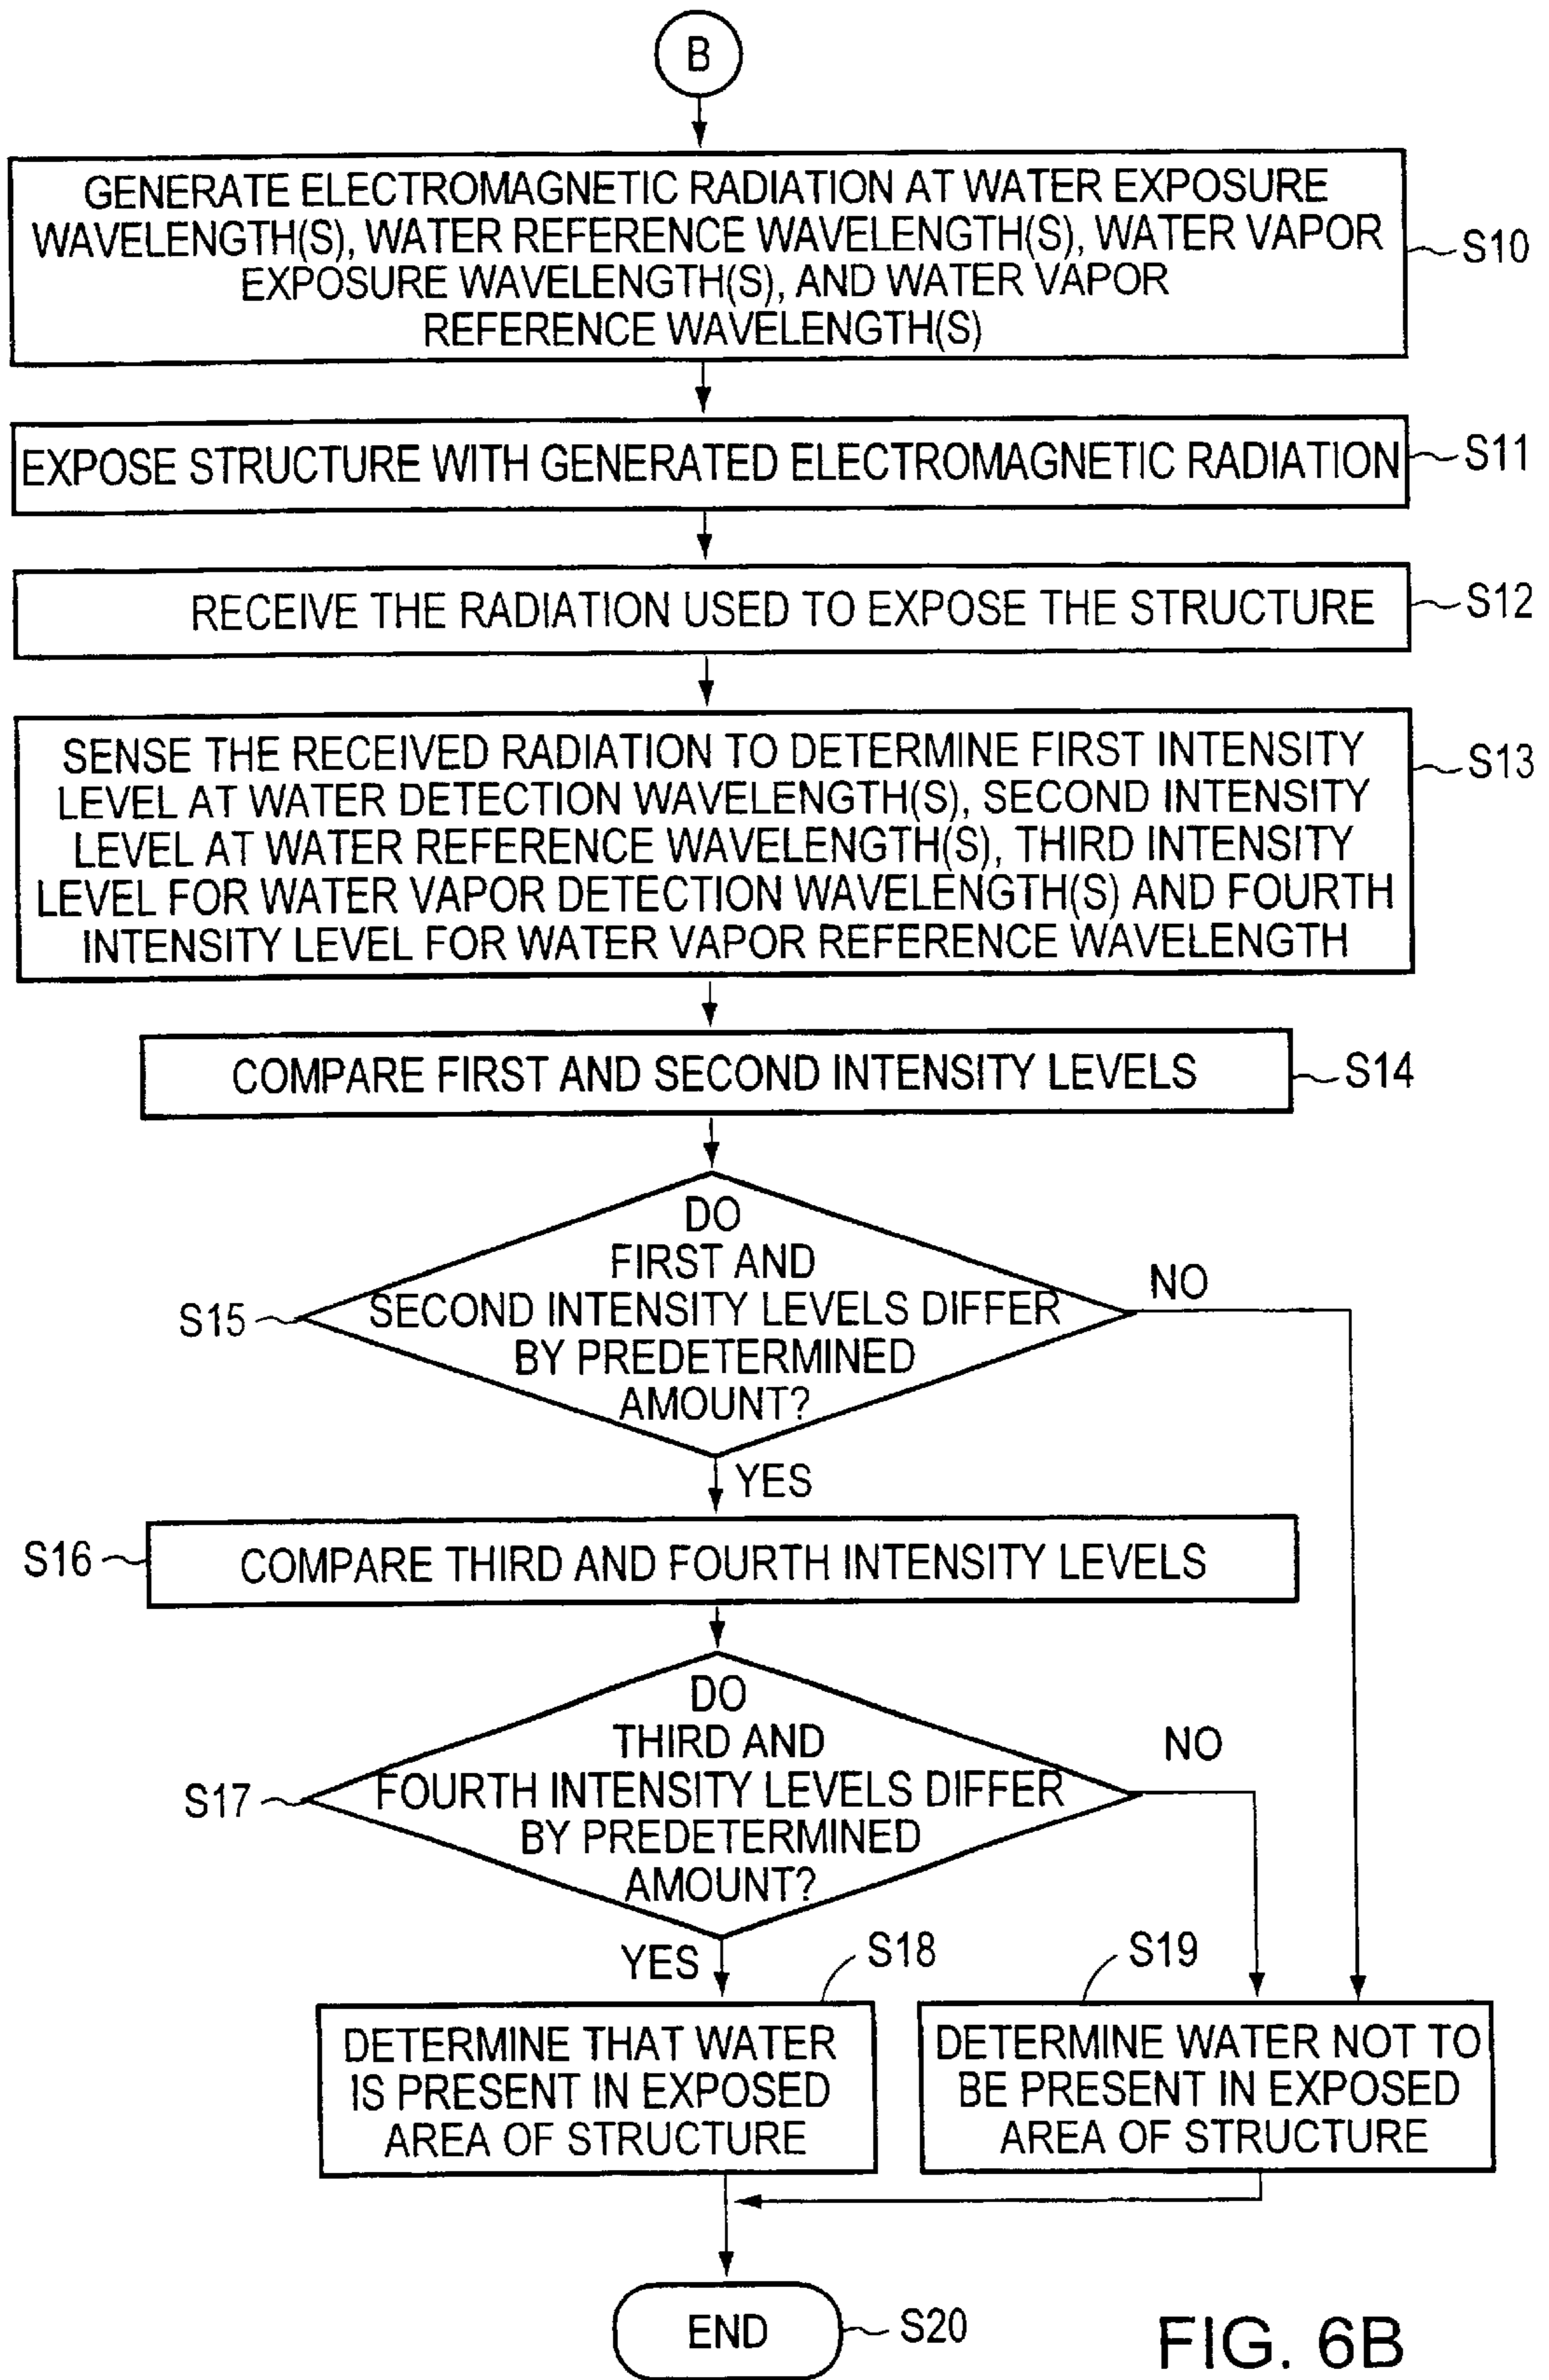 B
GENERATE ELECTROMAGNETIC RADIATION AT WATER EXPOSURE
WAVELENGTH(S), WATER REFERENCE WAVELENGTH(S), WATER VAPOR
EXPOSURE WAVELENGTH(S), AND WATER VAPOR
REFERENCE WAVELENGTH(S)
S10
EXPOSE STRUCTURE WITH GENERATED ELECTROMAGNETIC RADIATION
S11
RECEIVE THE RADIATION USED TO EXPOSE THE STRUCTURE
S12
SENSE THE RECEIVED RADIATION TO DETERMINE FIRST INTENSITY
LEVEL AT WATER DETECTION WAVELENGTH(S), SECOND INTENSITY
LEVEL AT WATER REFERENCE WAVELENGTH(S), THIRD INTENSITY
LEVEL FOR WATER VAPOR DETECTION WAVELENGTH(S) AND FOURTH
INTENSITY LEVEL FOR WATER VAPOR REFERENCE WAVELENGTH
S13
COMPARE FIRST AND SECOND INTENSITY LEVELS
S14
DO
FIRST AND
SECOND INTENSITY LEVELS DIFFER
BY PREDETERMINED
AMOUNT?
S15
NO
YES
S16
COMPARE THIRD AND FOURTH INTENSITY LEVELS
DO
THIRD AND
FOURTH INTENSITY LEVELS DIFFER
BY PREDETERMINED
AMOUNT?
S17
NO
YES
S18
S19
DETERMINE THAT WATER
IS PRESENT IN EXPOSED
AREA OF STRUCTURE
DETERMINE WATER NOT TO
BE PRESENT IN EXPOSED
AREA OF STRUCTURE
END
S20
FIG. 6B